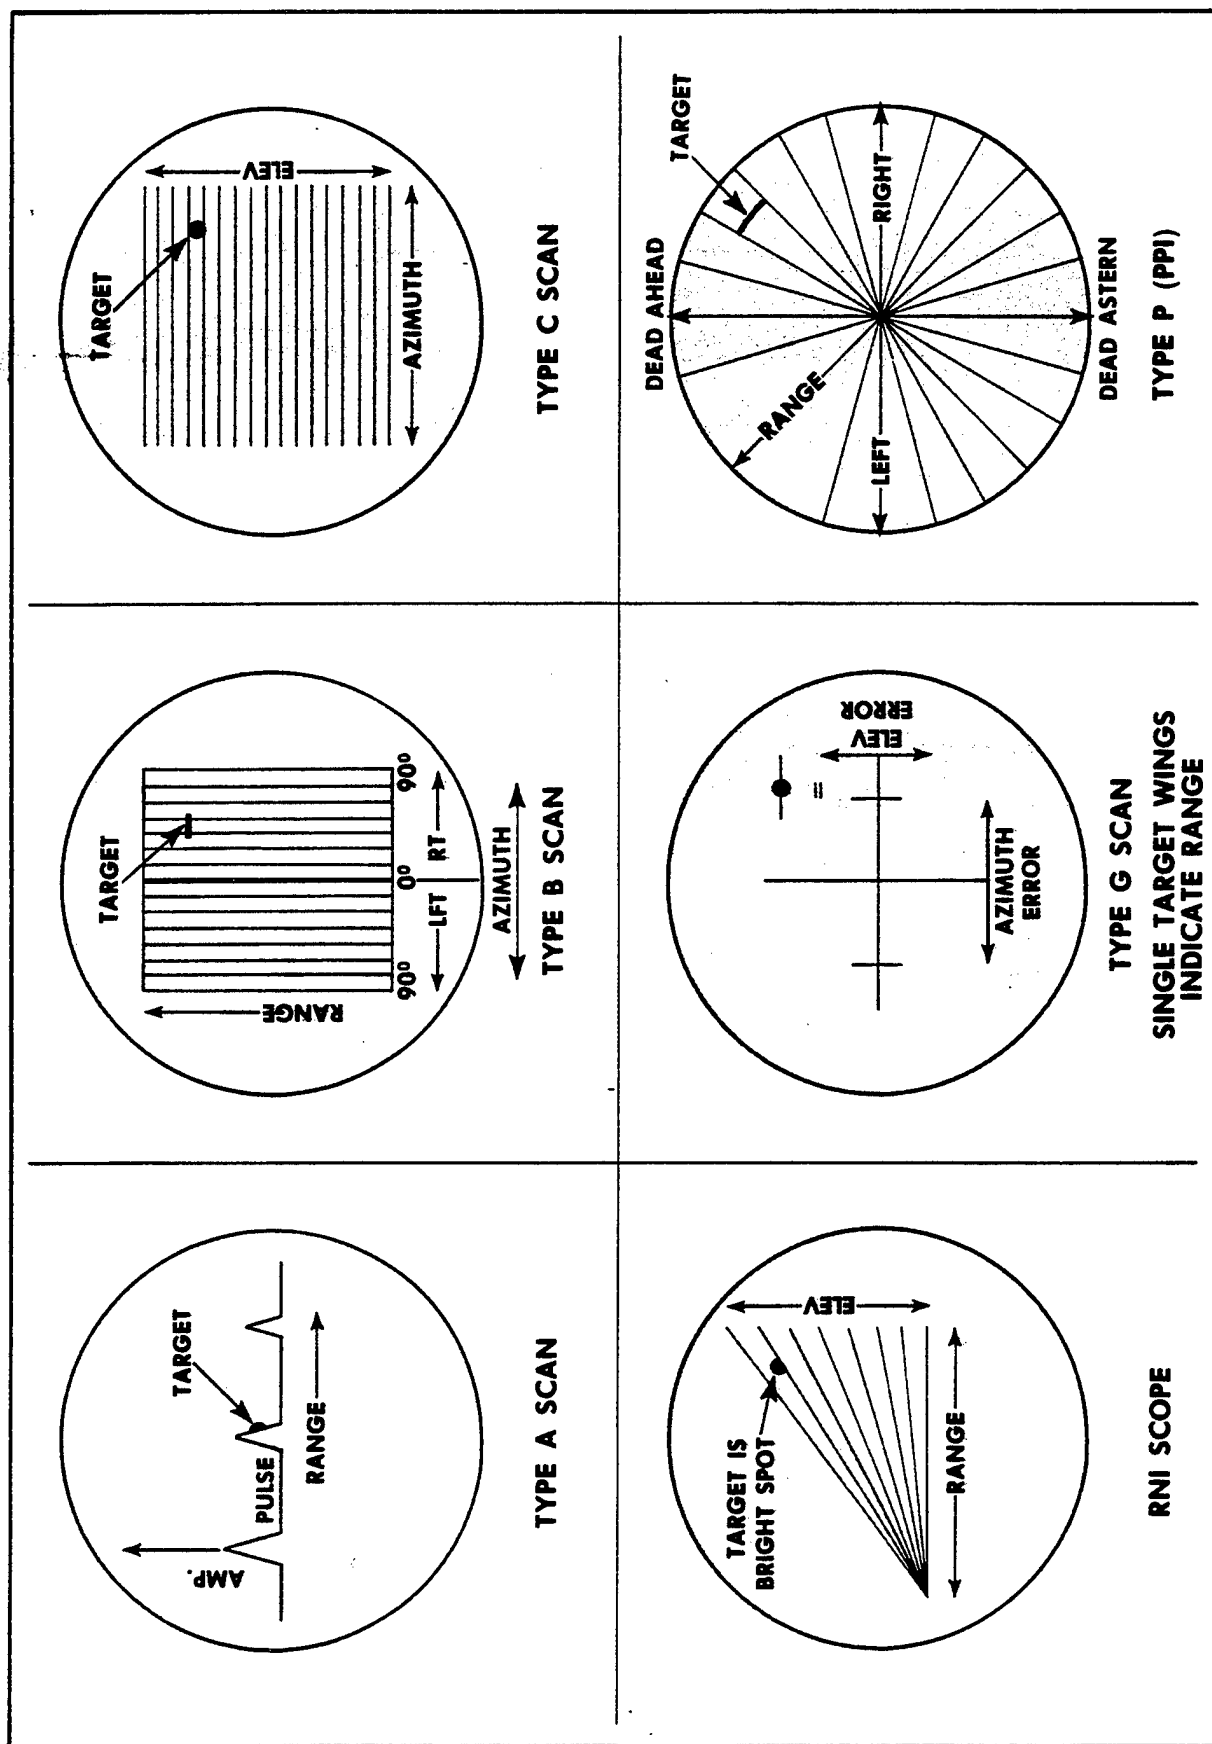 AMP.
PULSE
TARGET
RANGE
TYPE A SCAN
TARGET
RANGE
90° 0° 90°
LFT RT
AZIMUTH
TYPE B SCAN
TARGET
ELEV
AZIMUTH
TYPE C SCAN
TARGET IS
BRIGHT SPOT
ELEV
RANGE
RNI SCOPE
ELEV
ERROR
AZIMUTH
ERROR
TYPE G SCAN
SINGLE TARGET WINGS
INDICATE RANGE
DEAD AHEAD
TARGET
RANGE
LEFT
RIGHT
DEAD ASTERN
TYPE P (PPI)